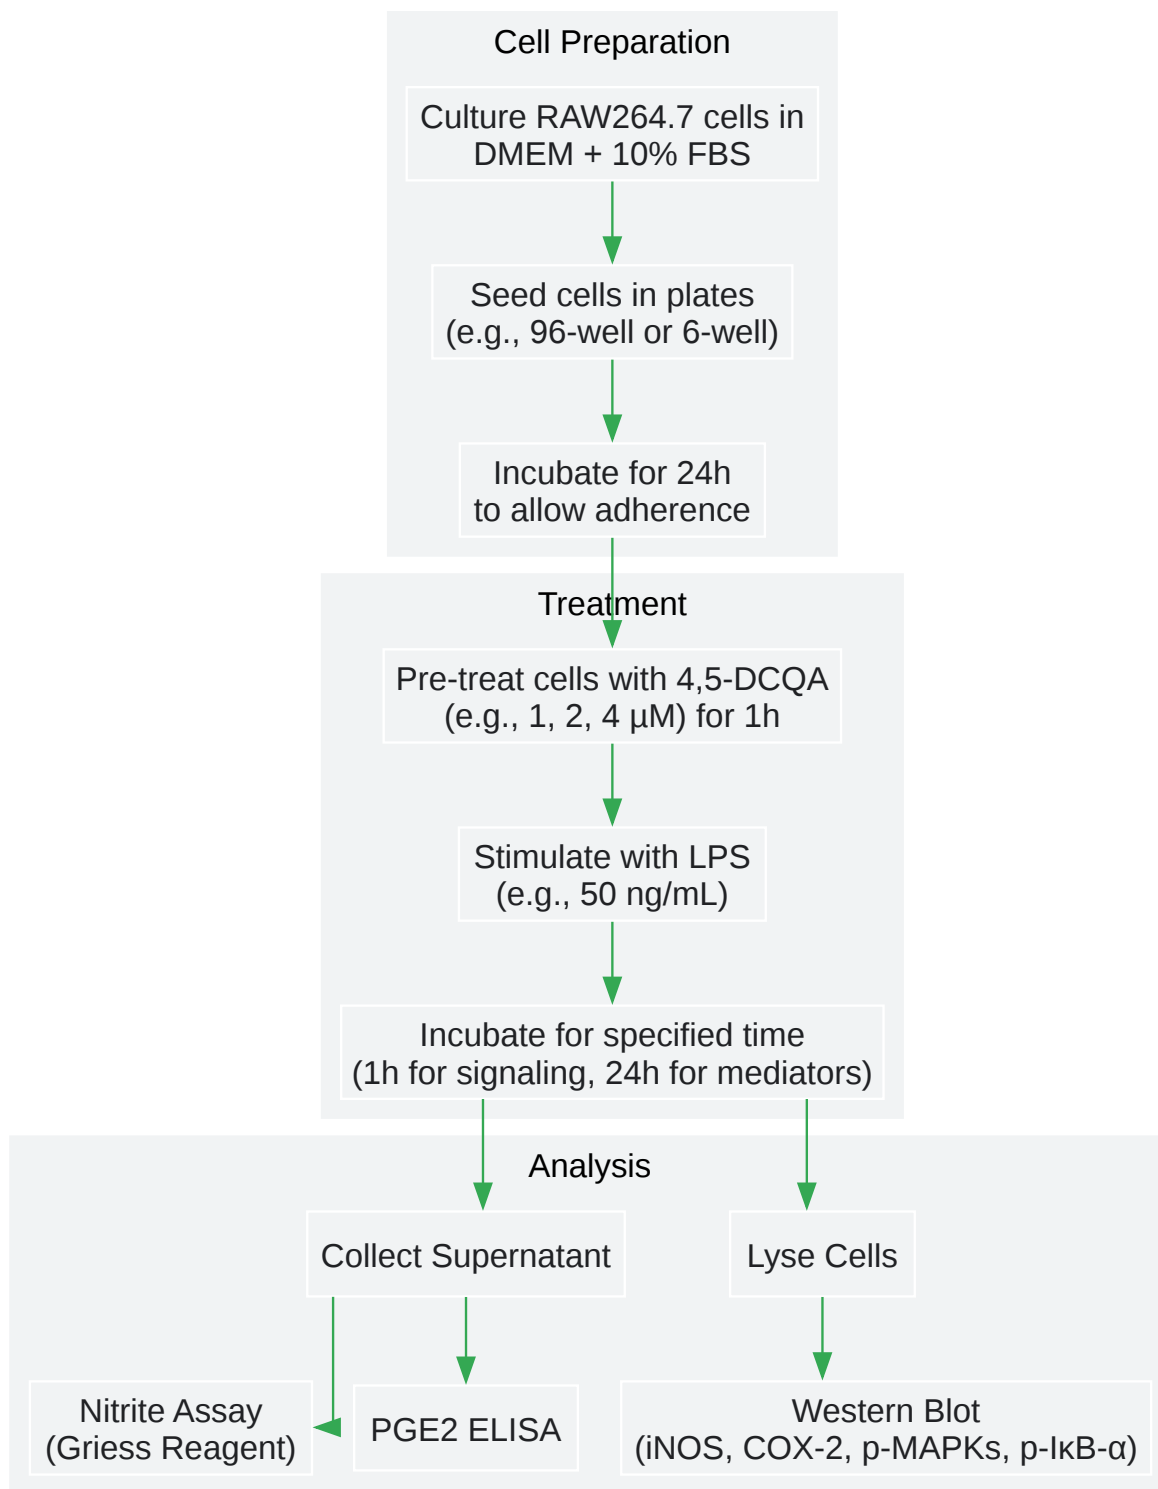 Cell Preparation
Culture RAW264.7 cells in
DMEM + 10% FBS
Seed cells in plates
(e.g., 96-well or 6-well)
Incubate for 24h
to allow adherence
Treatment
Pre-treat cells with 4,5-DCQA
(e.g., 1, 2, 4 µM) for 1h
Stimulate with LPS
(e.g., 50 ng/mL)
Incubate for specified time
(1h for signaling, 24h for mediators)
Analysis
Collect Supernatant
Lyse Cells
Nitrite Assay
(Griess Reagent)
PGE2 ELISA
Western Blot
(iNOS, COX-2, p-MAPKs, p-IκB-α)